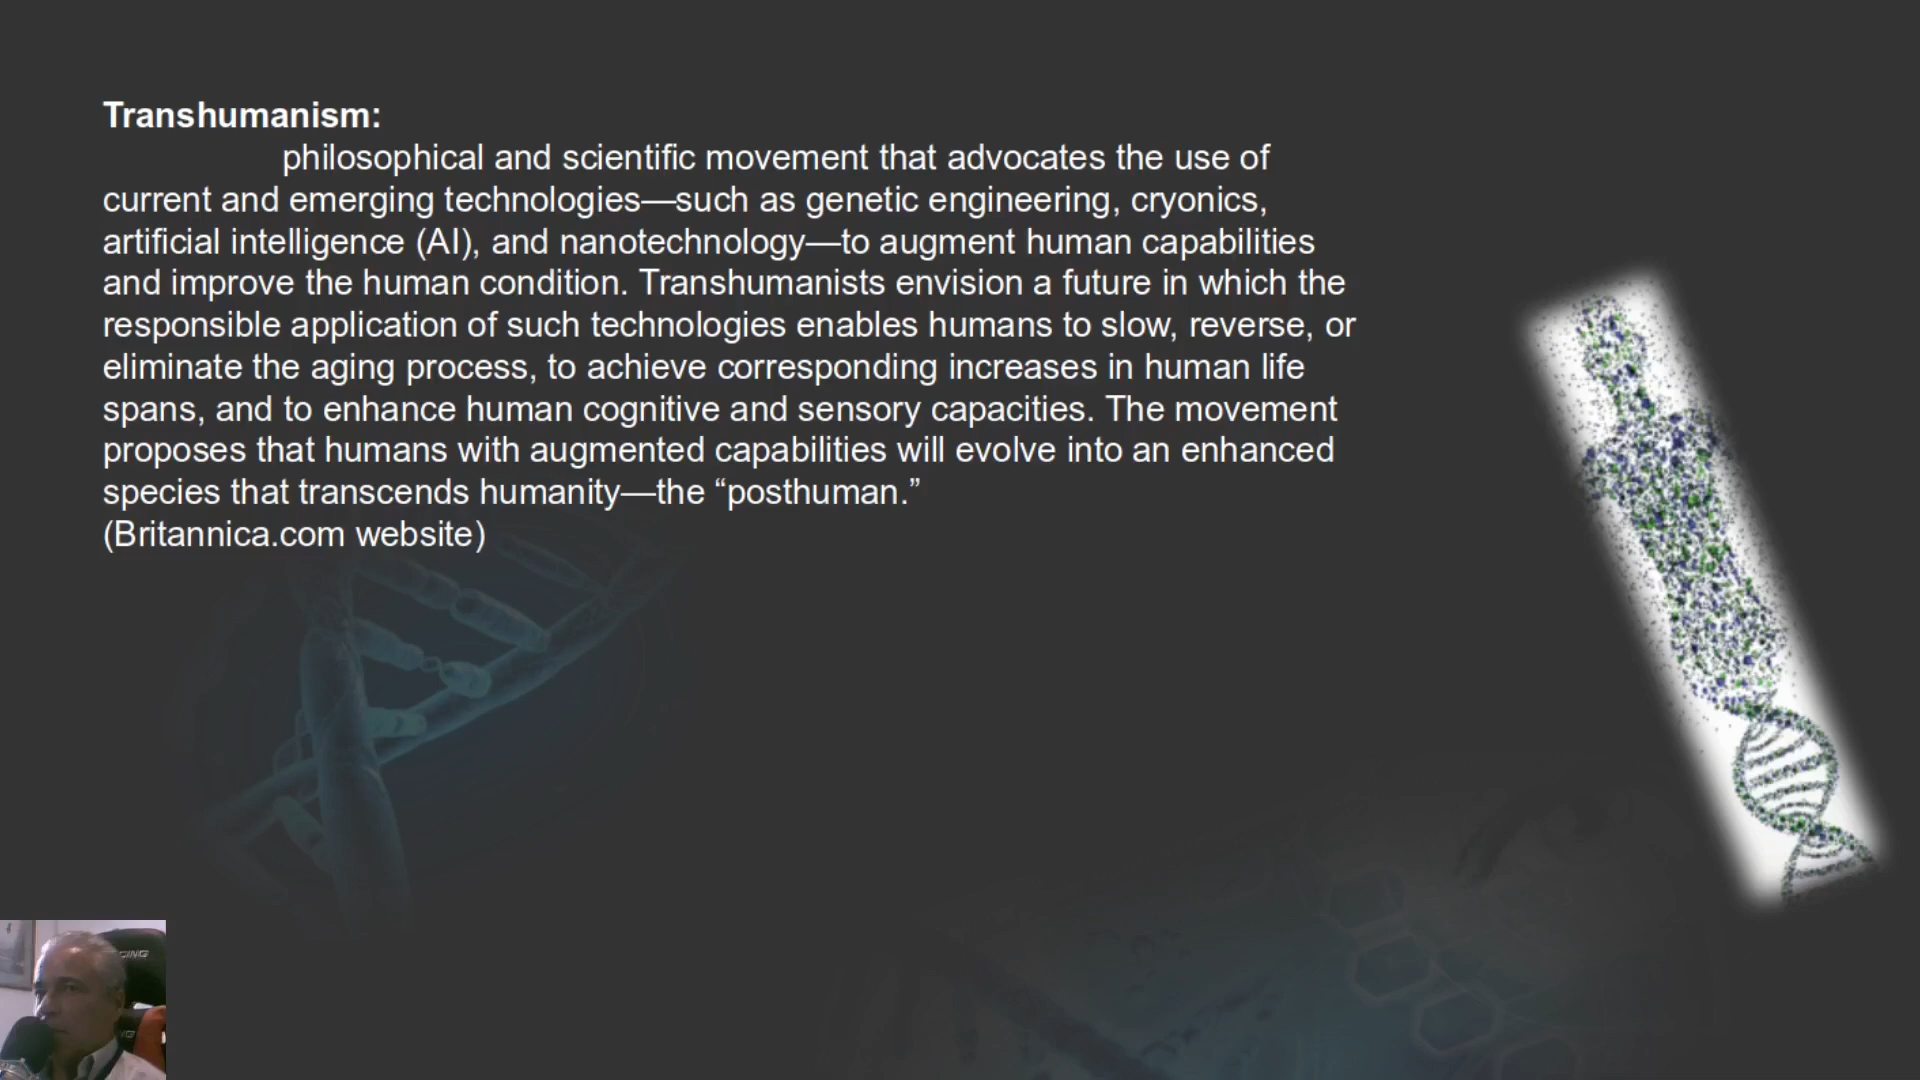 Transhumanism:
philosophical and scientific movement that advocates the use of
current and emerging technologies—such as genetic engineering, cryonics,
artificial intelligence (AI), and nanotechnology—to augment human capabilities
and improve the human condition. Transhumanists envision a future in which the
responsible application of such technologies enables humans to slow, reverse, or
eliminate the aging process, to achieve corresponding increases in human life
spans, and to enhance human cognitive and sensory capacities. The movement
proposes that humans with augmented capabilities will evolve into an enhanced
species that transcends humanity—the “posthuman.”
(Britannica.com website)